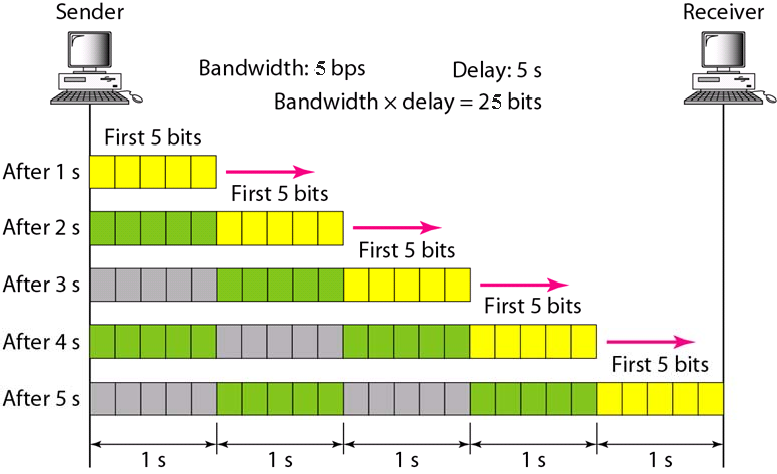 Sender
Receiver
Bandwidth: 5 bps
Delay: 5 s
Bandwidth × delay = 25 bits
First 5 bits
After 1 s
First 5 bits
After 2 s
First 5 bits
After 3 s
First 5 bits
After 4 s
First 5 bits
After 5 s
1 s
1 s
1 s
1 s
1 s